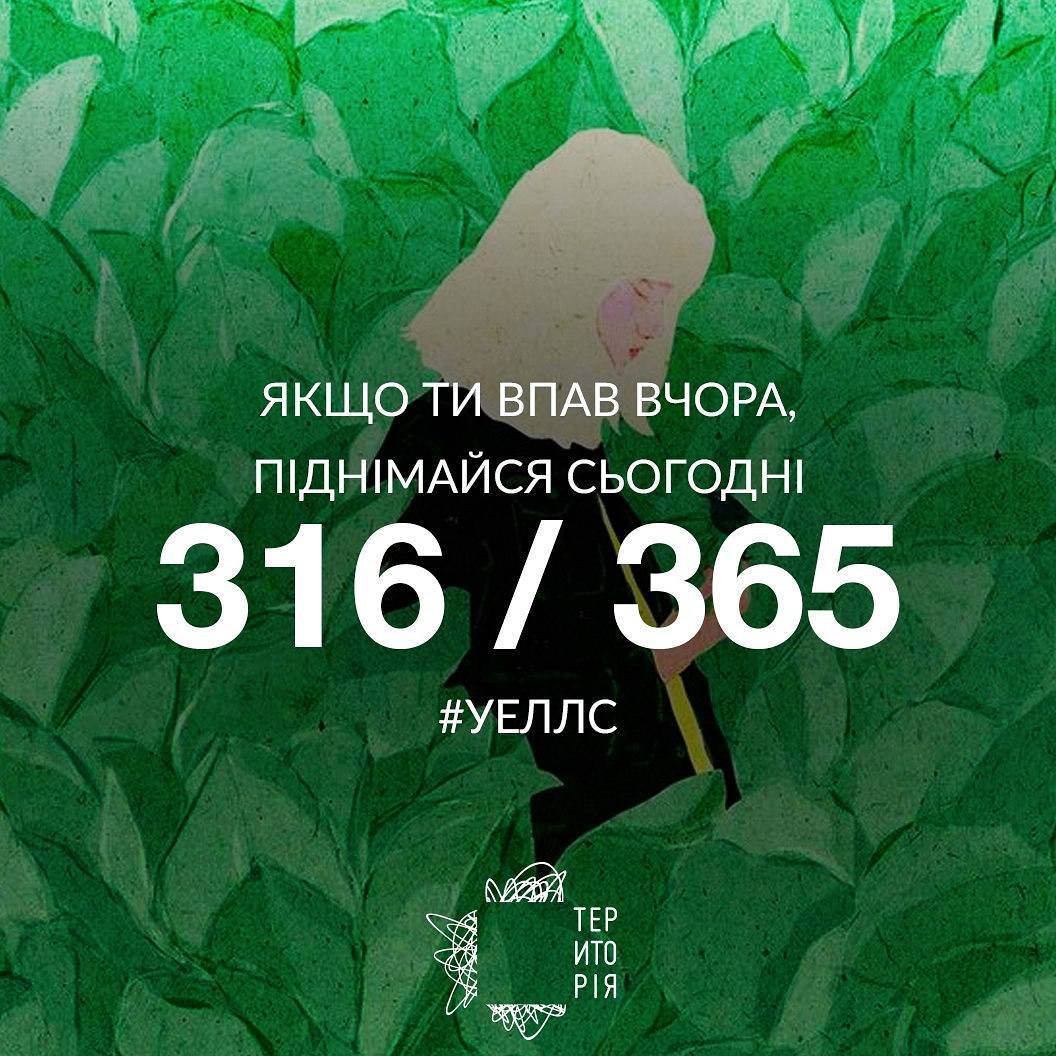 ЯКЩО ТИ ВПАВ ВЧОРА,
ПІДНІМАЙСЯ СЬОГОДНІ
316 / 365
#УЕЛЛС
ТЕР
ИТО
РІЯ